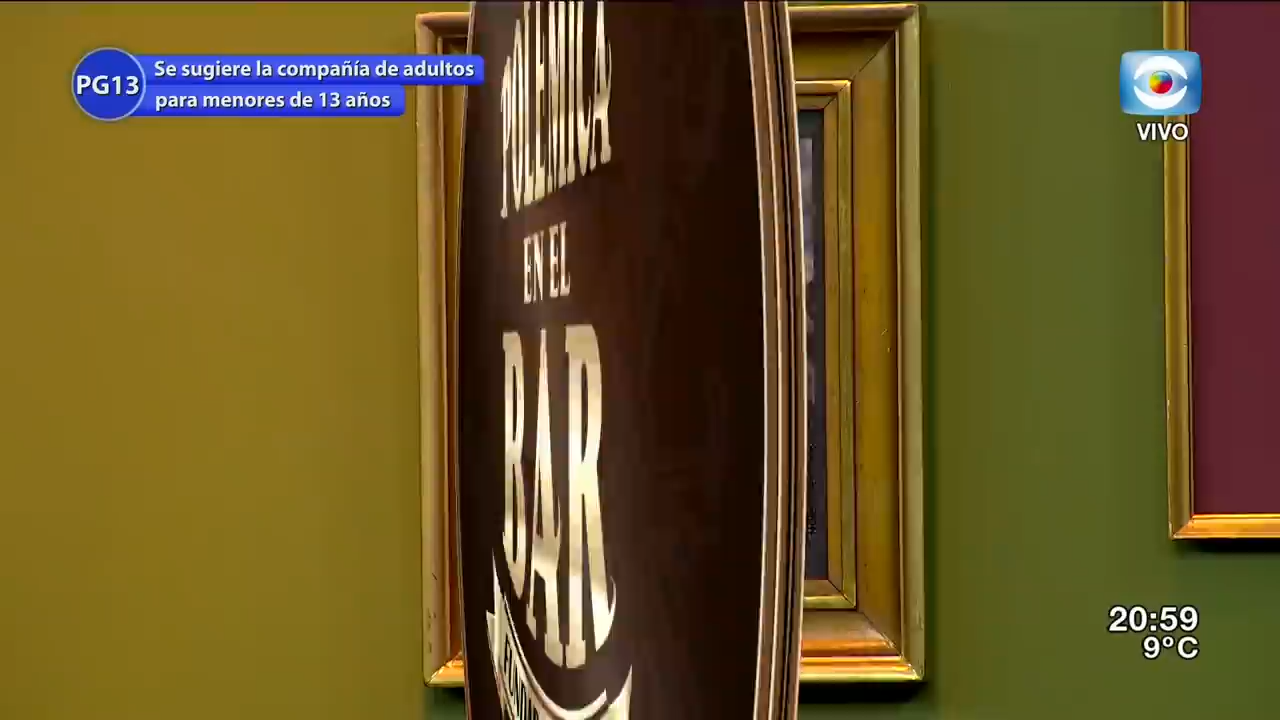 PG13
Se sugiere la compañía de adultos
para menores de 13 años
VIVO
POLÉMICA
EN EL
BAR
20:59
9°C